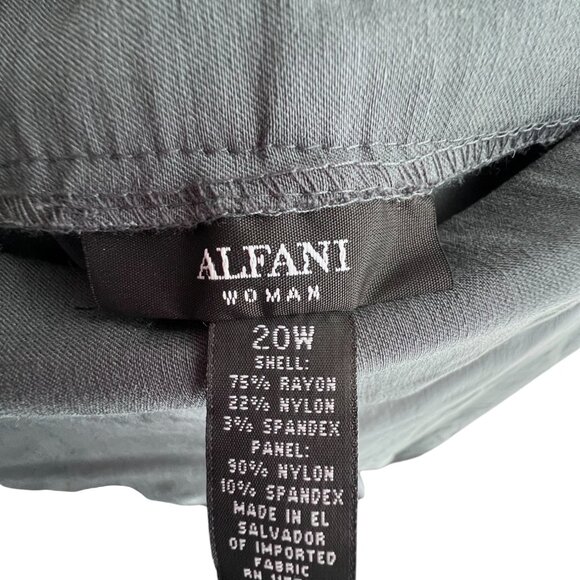 ALFANI
WOMAN
20W
SHELL:
75% RAYON
22% NYLON
3% SPANDEX
PANEL:
90% NYLON
10% SPANDEX
MADE IN EL
SALVADOR
OF IMPORTED
FABRIC